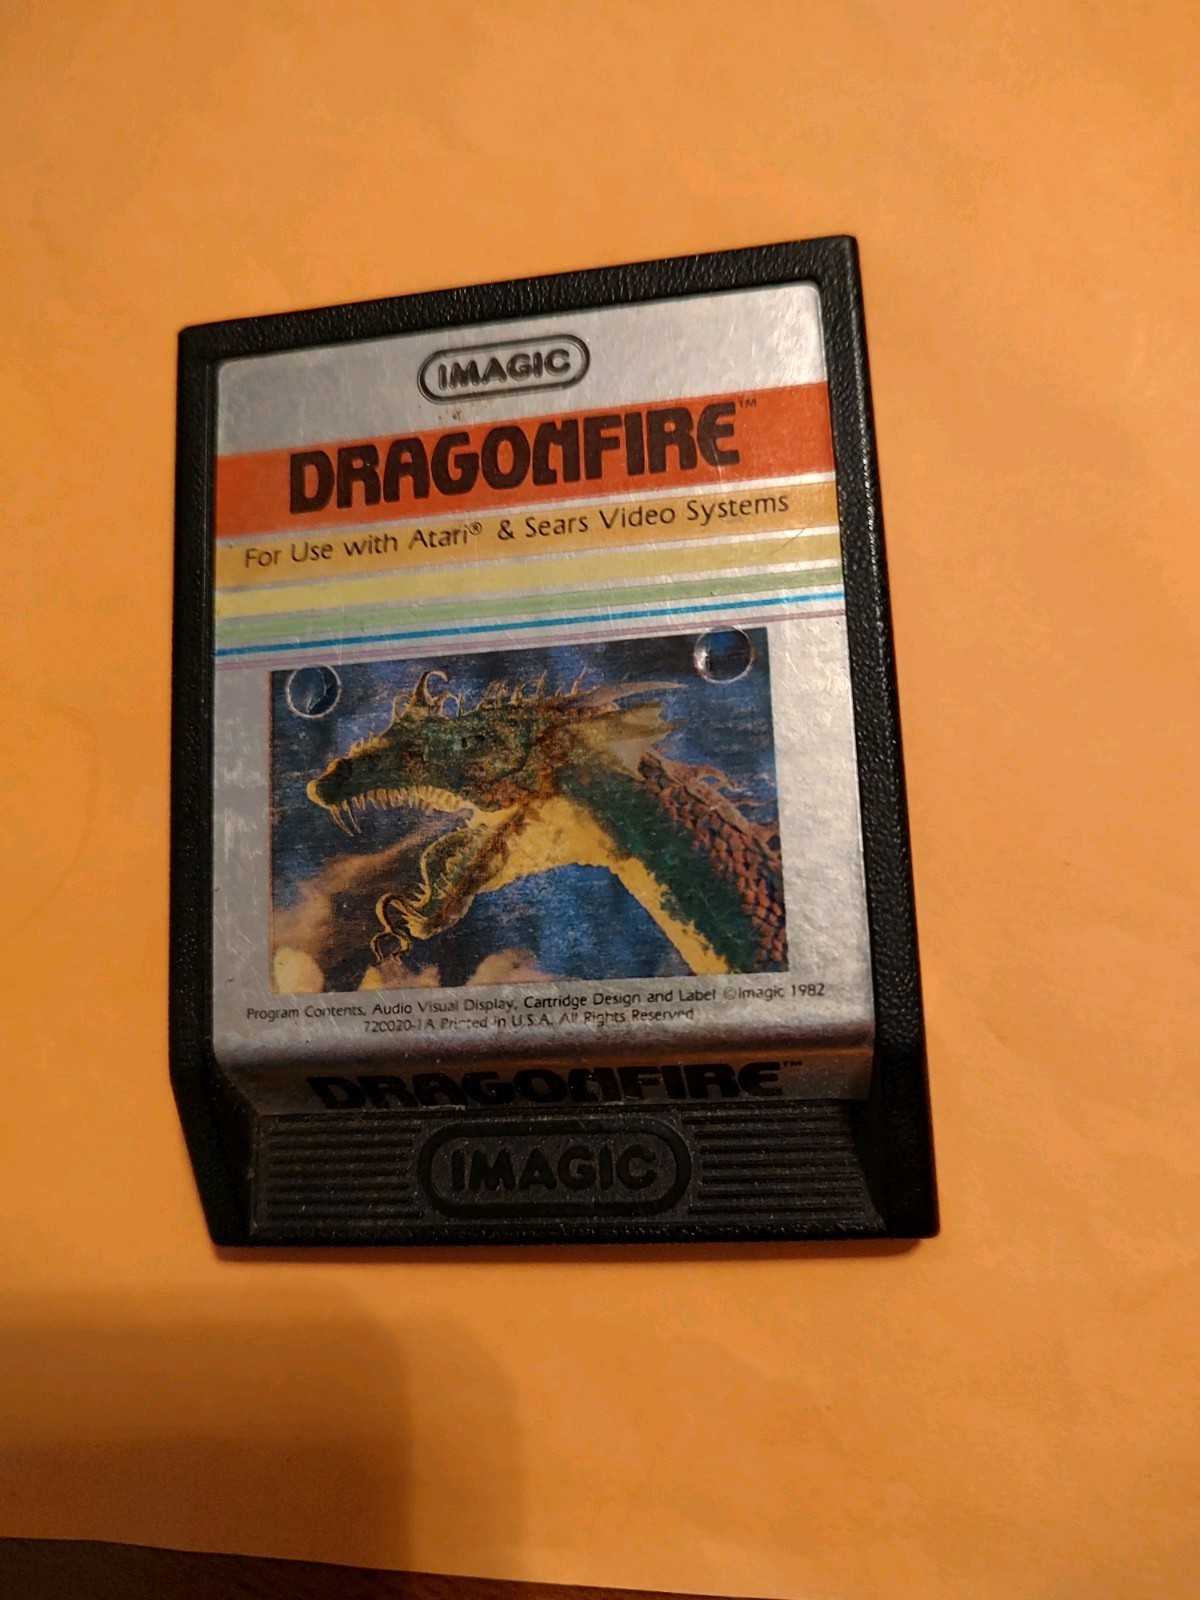 IMAGIC
DRAGONFIRE™
For Use with Atari® & Sears Video Systems
Program Contents, Audio Visual Display, Cartridge Design and Label ©Imagic 1982
720020-1A Printed in U.S.A. All Rights Reserved
DRAGONFIRE™
IMAGIC